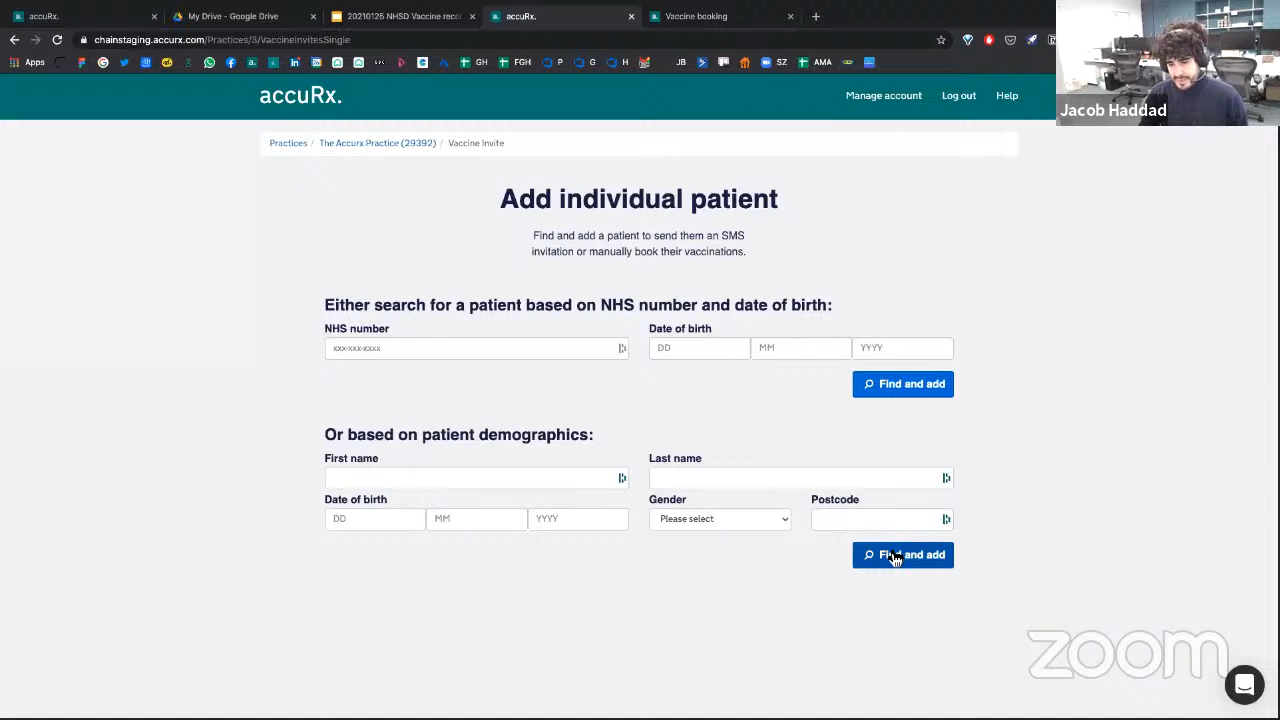 accuRx.
My Drive - Google Drive
20210125 NHSD Vaccine reco
accuRx.
Vaccine booking
chainstaging.accurx.com/Practices/3/VaccineInvitesSingle
Apps
GH
FGH
P
G
H
JB
SZ
AMA
accuRx.
Manage account
Log out
Help
Jacob Haddad
Practices / The Accurx Practice (29392) / Vaccine Invite
Add individual patient
Find and add a patient to send them an SMS
invitation or manually book their vaccinations.
Either search for a patient based on NHS number and date of birth:
NHS number
Date of birth
xxx-xxx-xxxx
DD
MM
YYYY
Find and add
Or based on patient demographics:
First name
Last name
Date of birth
Gender
Postcode
DD
MM
YYYY
Please select
Find and add
zoom